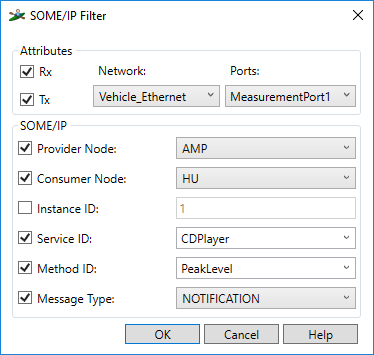 SOME/IP Filter
Attributes
Rx Network: Ports:
Tx Vehicle_Ethernet MeasurementPort1
SOME/IP
Provider Node: AMP
Consumer Node: HU
Instance ID: 1
Service ID: CDPlayer
Method ID: PeakLevel
Message Type: NOTIFICATION
OK Cancel Help